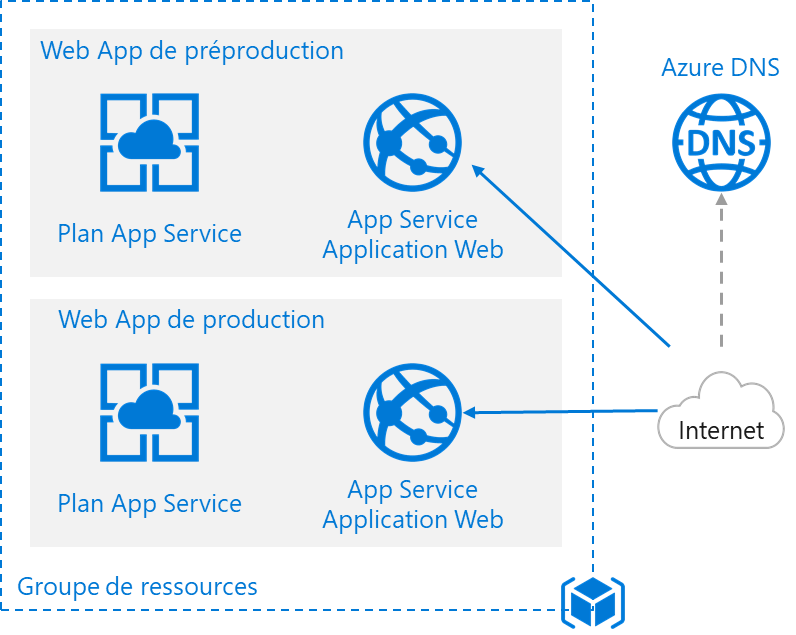 Web App de préproduction
Azure DNS
DNS
Plan App Service
App Service
Application Web
Web App de production
Internet
Plan App Service
App Service
Application Web
Groupe de ressources